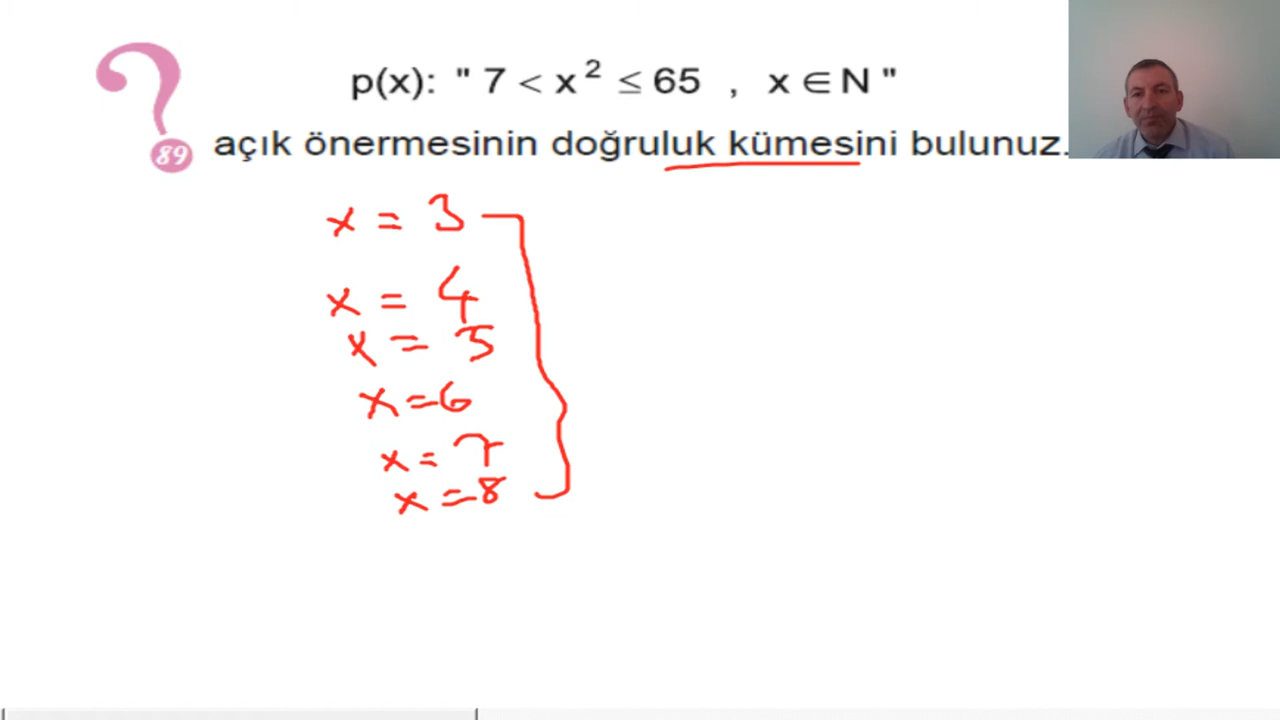 p(x): " 7 < x² ≤ 65 , x ∈ N "
89
açık önermesinin doğruluk kümesini bulunuz.
x = 3
x = 4
x = 5
x = 6
x = 7
x = 8